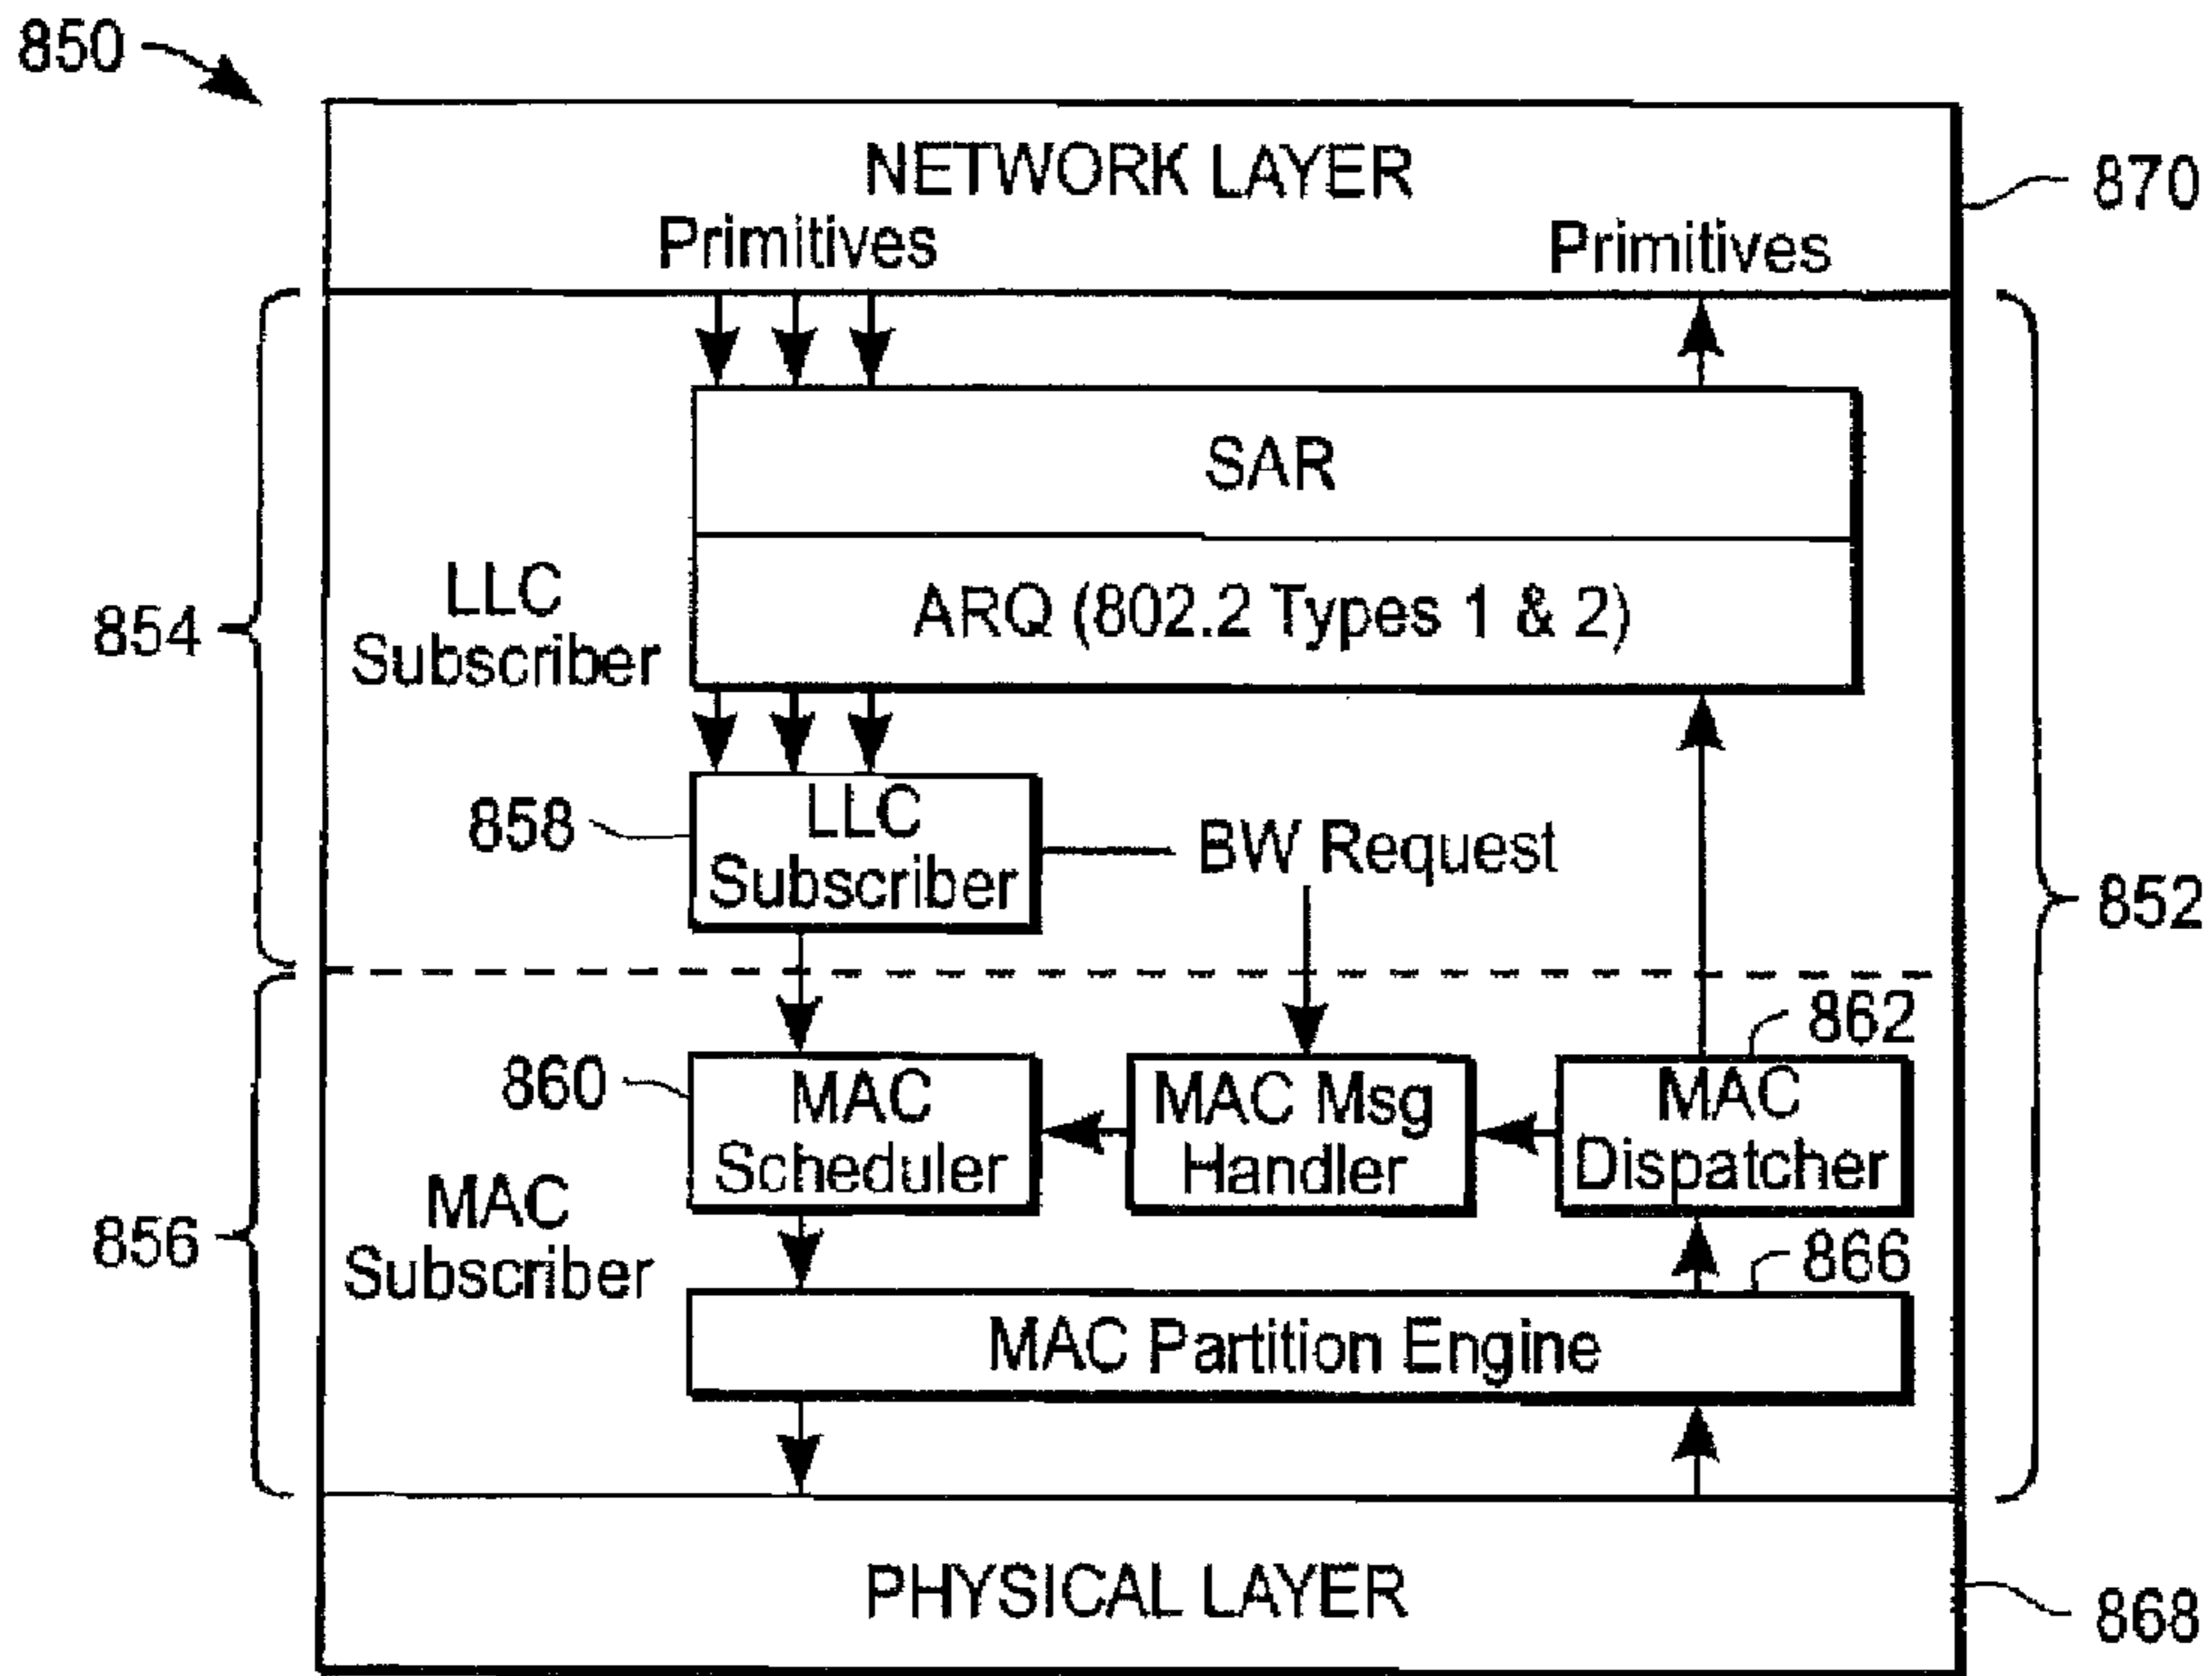 850
NETWORK LAYER
870
Primitives
Primitives
SAR
ARQ (802.2 Types 1 & 2)
LLC
Subscriber
854
LLC
Subscriber
858
BW Request
852
862
860
MAC
Scheduler
MAC Msg
Handler
MAC
Dispatcher
MAC
Subscriber
856
866
MAC Partition Engine
PHYSICAL LAYER
868